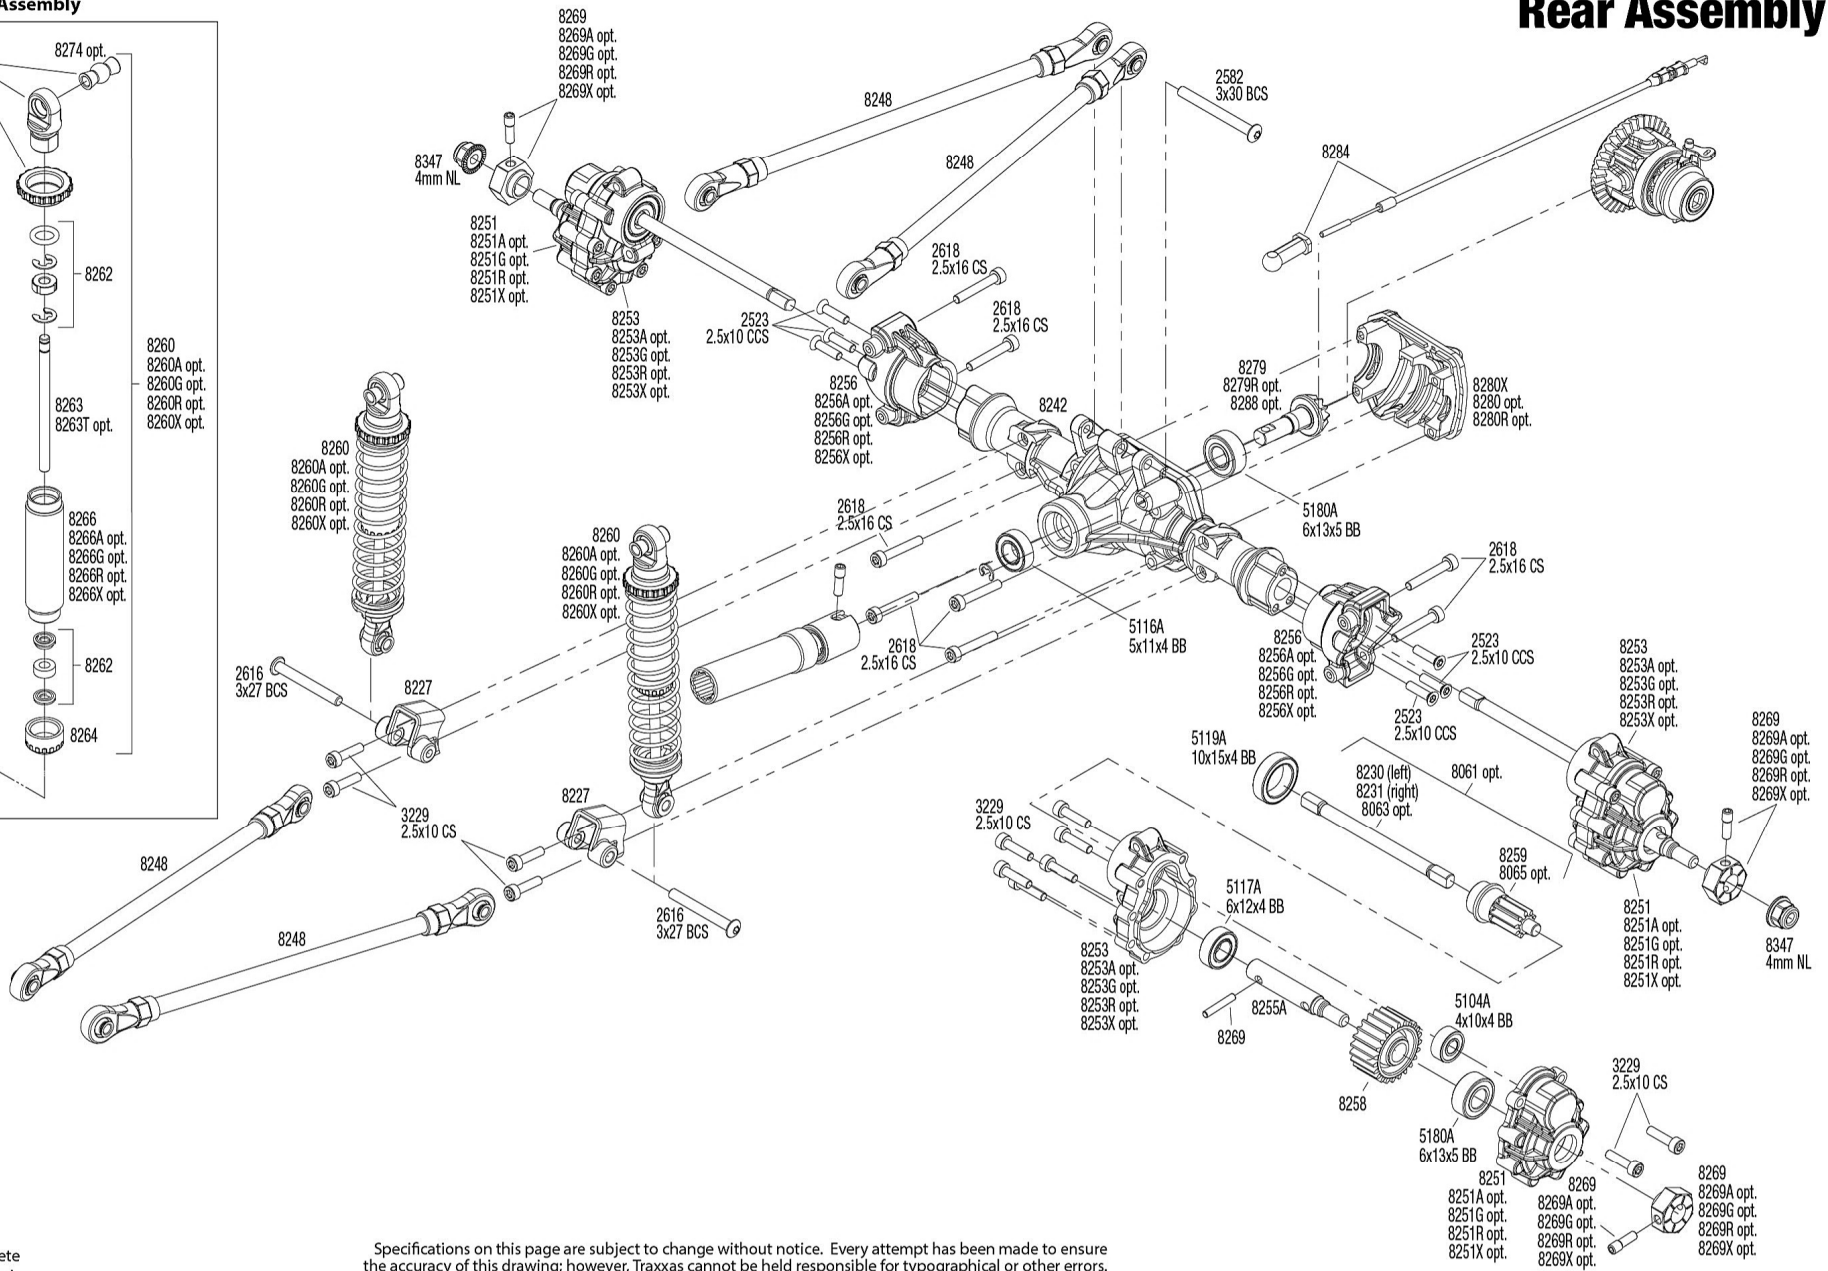 Assembly
Rear Assembly
8274 opt.
8262
8260
8260A opt.
8260G opt.
8260R opt.
8260X opt.
8263
8263T opt.
8266
8266A opt.
8266G opt.
8266R opt.
8266X opt.
8262
8264
8269
8269A opt.
8269G opt.
8269R opt.
8269X opt.
8347
4mm NL
8251
8251A opt.
8251G opt.
8251R opt.
8251X opt.
8253
8253A opt.
8253G opt.
8253R opt.
8253X opt.
8248
8248
2582
3x30 BCS
8284
2618
2.5x16 CS
2618
2.5x16 CS
2523
2.5x10 CCS
8256
8256A opt.
8256G opt.
8256R opt.
8256X opt.
8242
8279
8279R opt.
8288 opt.
8280X
8280 opt.
8280R opt.
5180A
6x13x5 BB
8260
8260A opt.
8260G opt.
8260R opt.
8260X opt.
8260
8260A opt.
8260G opt.
8260R opt.
8260X opt.
2618
2.5x16 CS
2618
2.5x16 CS
5116A
5x11x4 BB
2618
2.5x16 CS
8256
8256A opt.
8256G opt.
8256R opt.
8256X opt.
2523
2.5x10 CCS
2523
2.5x10 CCS
8253
8253A opt.
8253G opt.
8253R opt.
8253X opt.
8269
8269A opt.
8269G opt.
8269R opt.
8269X opt.
2616
3x27 BCS
8227
8227
3229
2.5x10 CS
8248
8248
2616
3x27 BCS
5119A
10x15x4 BB
8230 (left)
8231 (right)
8063 opt.
8061 opt.
8259
8065 opt.
3229
2.5x10 CS
5117A
6x12x4 BB
8253
8253A opt.
8253G opt.
8253R opt.
8253X opt.
8255A
8269
8251
8251A opt.
8251G opt.
8251R opt.
8251X opt.
8347
4mm NL
5104A
4x10x4 BB
8258
5180A
6x13x5 BB
3229
2.5x10 CS
8251
8251A opt.
8251G opt.
8251R opt.
8251X opt.
8269
8269A opt.
8269G opt.
8269R opt.
8269X opt.
8269
8269A opt.
8269G opt.
8269R opt.
8269X opt.
Specifications on this page are subject to change without notice. Every attempt has been made to ensure
the accuracy of this drawing; however, Traxxas cannot be held responsible for typographical or other errors.